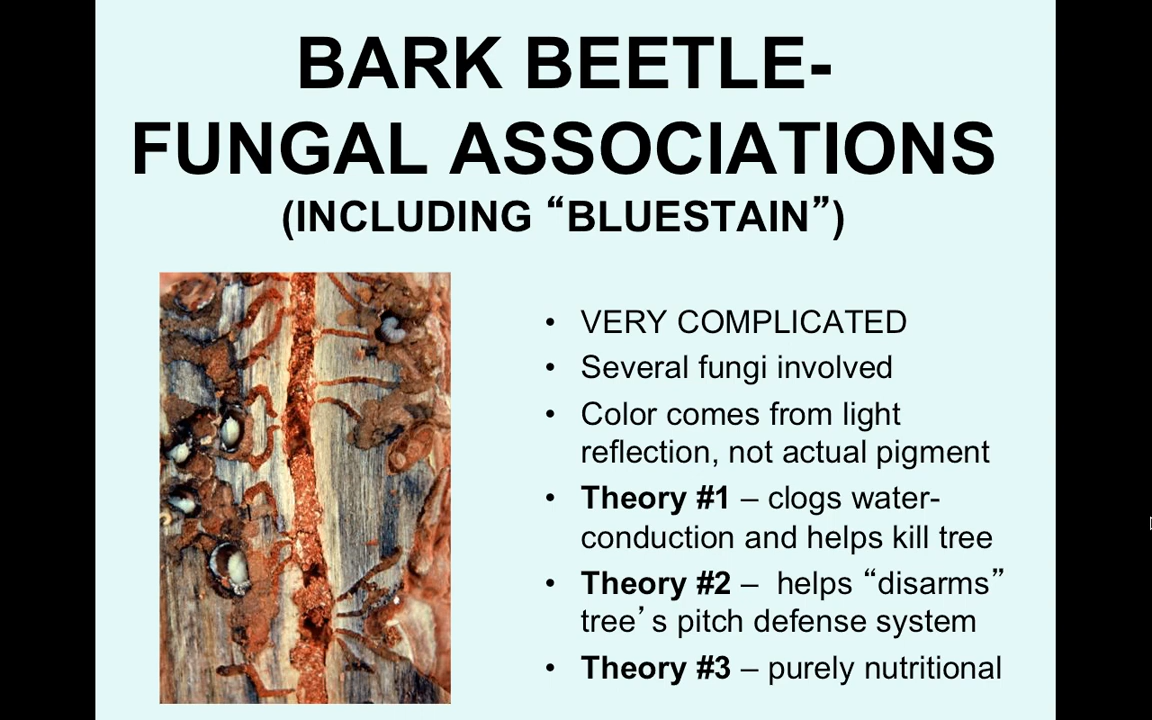 BARK BEETLE-
FUNGAL ASSOCIATIONS
(INCLUDING “BLUESTAIN”)
• VERY COMPLICATED
• Several fungi involved
• Color comes from light
reflection, not actual pigment
• Theory #1 – clogs water-
conduction and helps kill tree
• Theory #2 – helps “disarms”
tree’s pitch defense system
• Theory #3 – purely nutritional